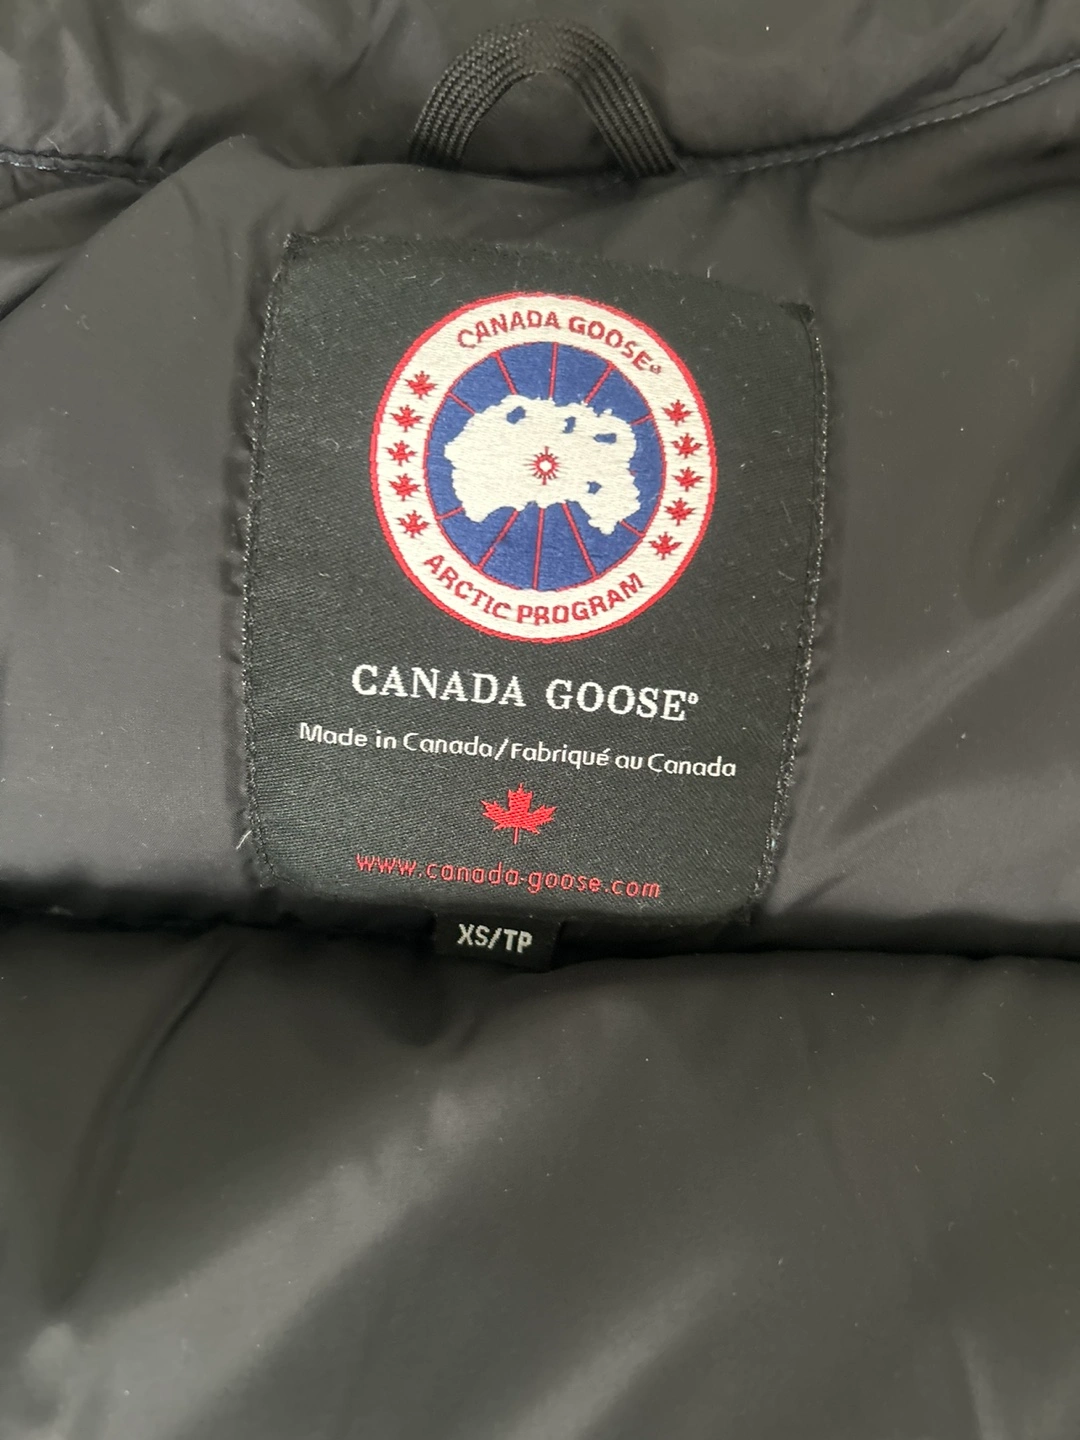 CANADA GOOSE®
ARCTIC PROGRAM
CANADA GOOSE®
Made in Canada/Fabriqué au Canada
www.canada-goose.com
XS/TP